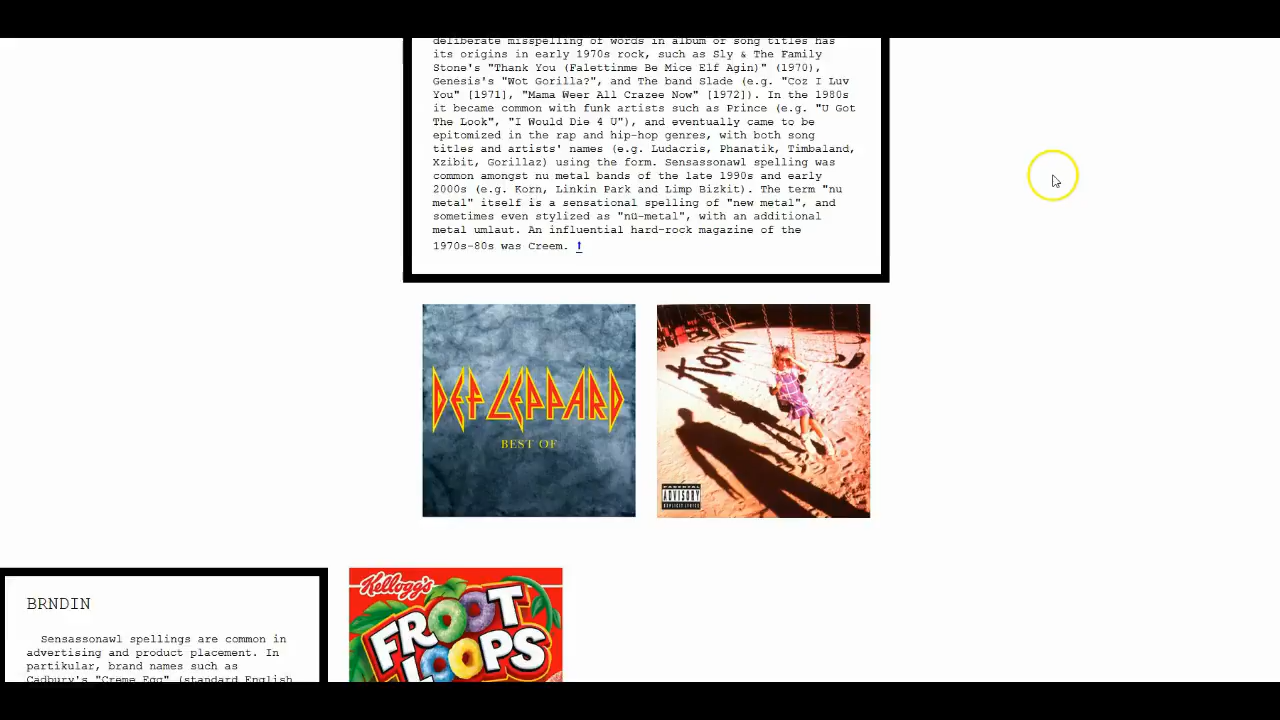 deliberate misspelling of words in album or song titles has
its origins in early 1970s rock, such as Sly & The Family
Stone's "Thank You (Falettinme Be Mice Elf Agin)" (1970),
Genesis's "Wot Gorilla?", and The band Slade (e.g. "Coz I Luv
You" [1971], "Mama Weer All Crazee Now" [1972]). In the 1980s
it became common with funk artists such as Prince (e.g. "U Got
The Look", "I Would Die 4 U"), and eventually came to be
epitomized in the rap and hip-hop genres, with both song
titles and artists' names (e.g. Ludacris, Phanatik, Timbaland,
Xzibit, Gorillaz) using the form. Sensassonawl spelling was
common amongst nu metal bands of the late 1990s and early
2000s (e.g. Korn, Linkin Park and Limp Bizkit). The term "nu
metal" itself is a sensational spelling of "new metal", and
sometimes even stylized as "nü-metal", with an additional
metal umlaut. An influential hard-rock magazine of the
1970s-80s was Creem. ↑
DEF LEPPARD
BEST OF
KoRn
PARENTAL
ADVISORY
EXPLICIT LYRICS
BRNDIN
Sensassonawl spellings are common in
advertising and product placement. In
partikular, brand names such as
Cadbury's "Creme Egg" (standard English
Kellogg's
FROOT
LOOPS